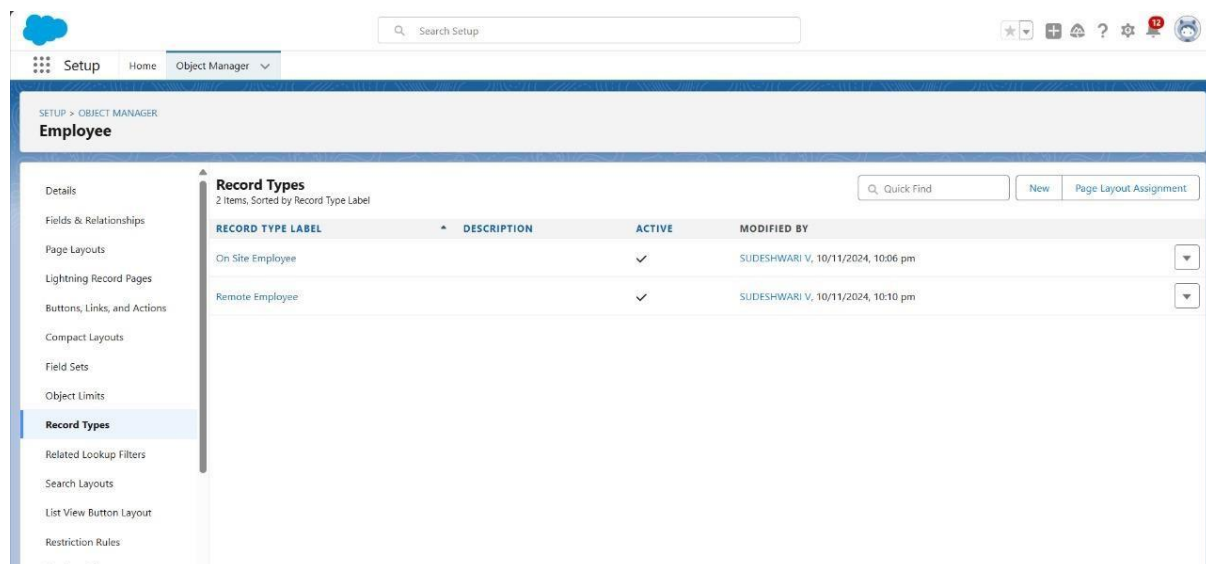 Search Setup
12
Setup Home Object Manager
SETUP > OBJECT MANAGER
Employee
Details
Fields & Relationships
Page Layouts
Lightning Record Pages
Buttons, Links, and Actions
Compact Layouts
Field Sets
Object Limits
Record Types
Related Lookup Filters
Search Layouts
List View Button Layout
Restriction Rules
Record Types
2 Items, Sorted by Record Type Label
Quick Find
New
Page Layout Assignment
RECORD TYPE LABEL DESCRIPTION ACTIVE MODIFIED BY
On Site Employee SUDESHWARI V, 10/11/2024, 10:06 pm
Remote Employee SUDESHWARI V, 10/11/2024, 10:10 pm